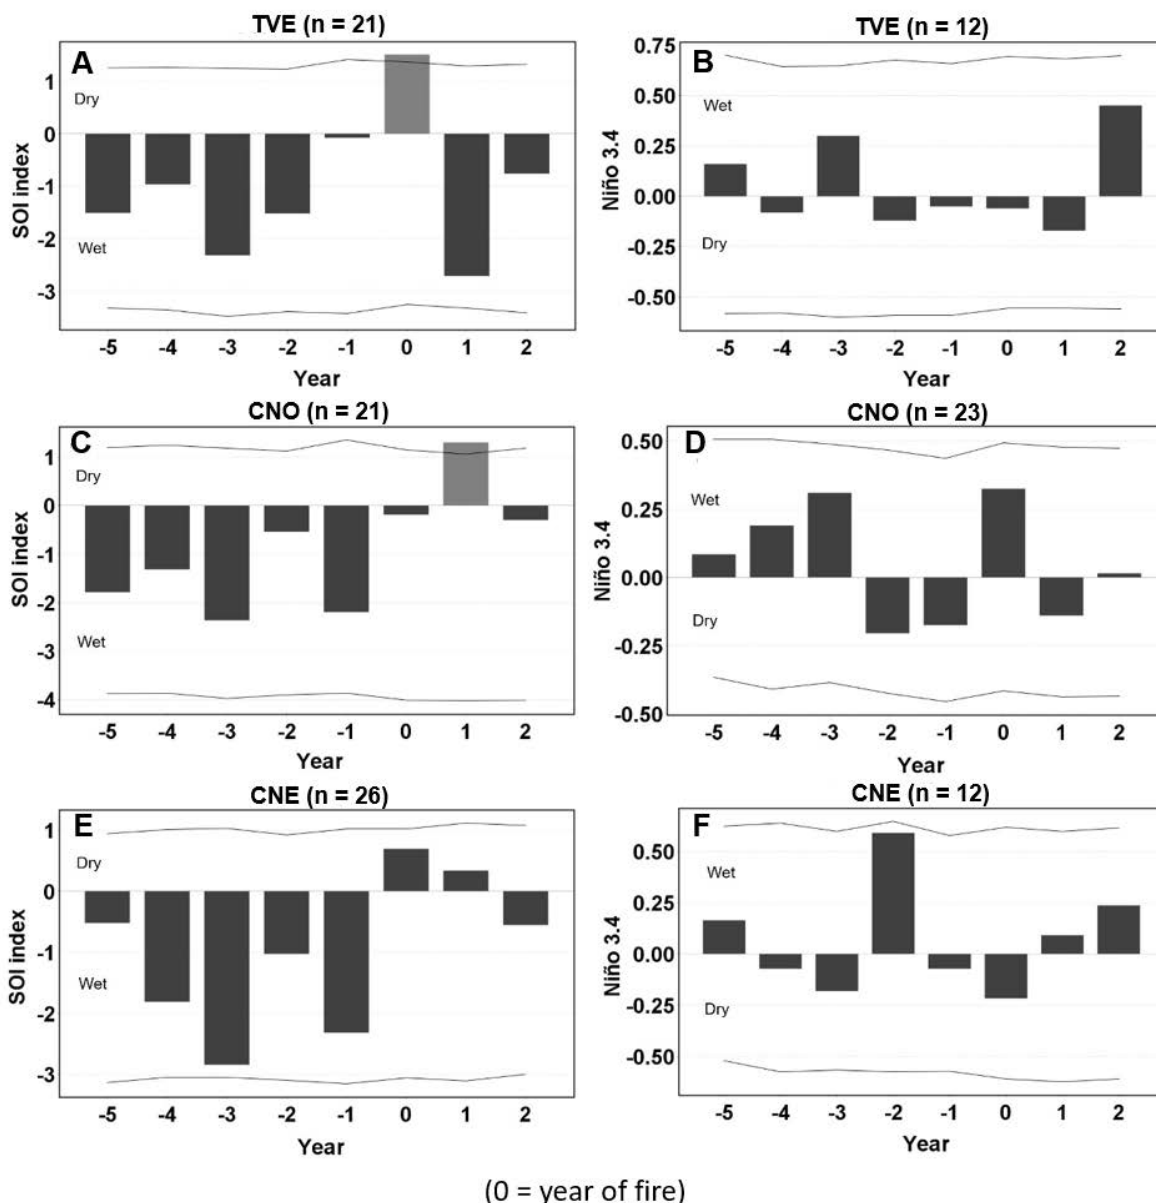 TVE (n = 21)
A
1
0
-1
-2
-3
Dry
Wet
SOI index
-5 -4 -3 -2 -1 0 1 2
Year
TVE (n = 12)
B
0.75
0.50
0.25
0.00
-0.25
-0.50
Wet
Dry
Niño 3.4
-5 -4 -3 -2 -1 0 1 2
Year
CNO (n = 21)
C
1
0
-1
-2
-3
-4
Dry
Wet
SOI index
-5 -4 -3 -2 -1 0 1 2
Year
CNO (n = 23)
D
0.50
0.25
0.00
-0.25
-0.50
Wet
Dry
Niño 3.4
-5 -4 -3 -2 -1 0 1 2
Year
CNE (n = 26)
E
1
0
-1
-2
-3
Dry
Wet
SOI index
-5 -4 -3 -2 -1 0 1 2
Year
CNE (n = 12)
F
0.50
0.25
0.00
-0.25
-0.50
Wet
Dry
Niño 3.4
-5 -4 -3 -2 -1 0 1 2
Year
(0 = year of fire)